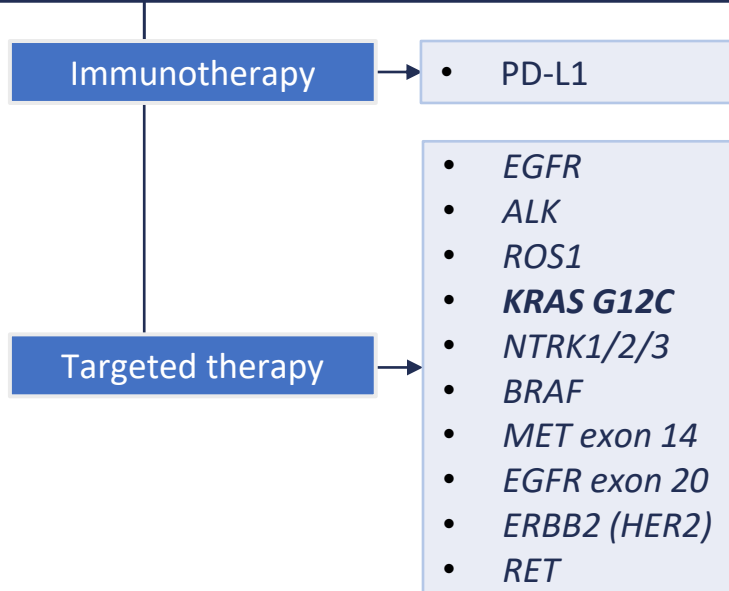 Immunotherapy
• PD-L1
• EGFR
• ALK
• ROS1
• KRAS G12C
• NTRK1/2/3
Targeted therapy
• BRAF
• MET exon 14
• EGFR exon 20
• ERBB2 (HER2)
• RET